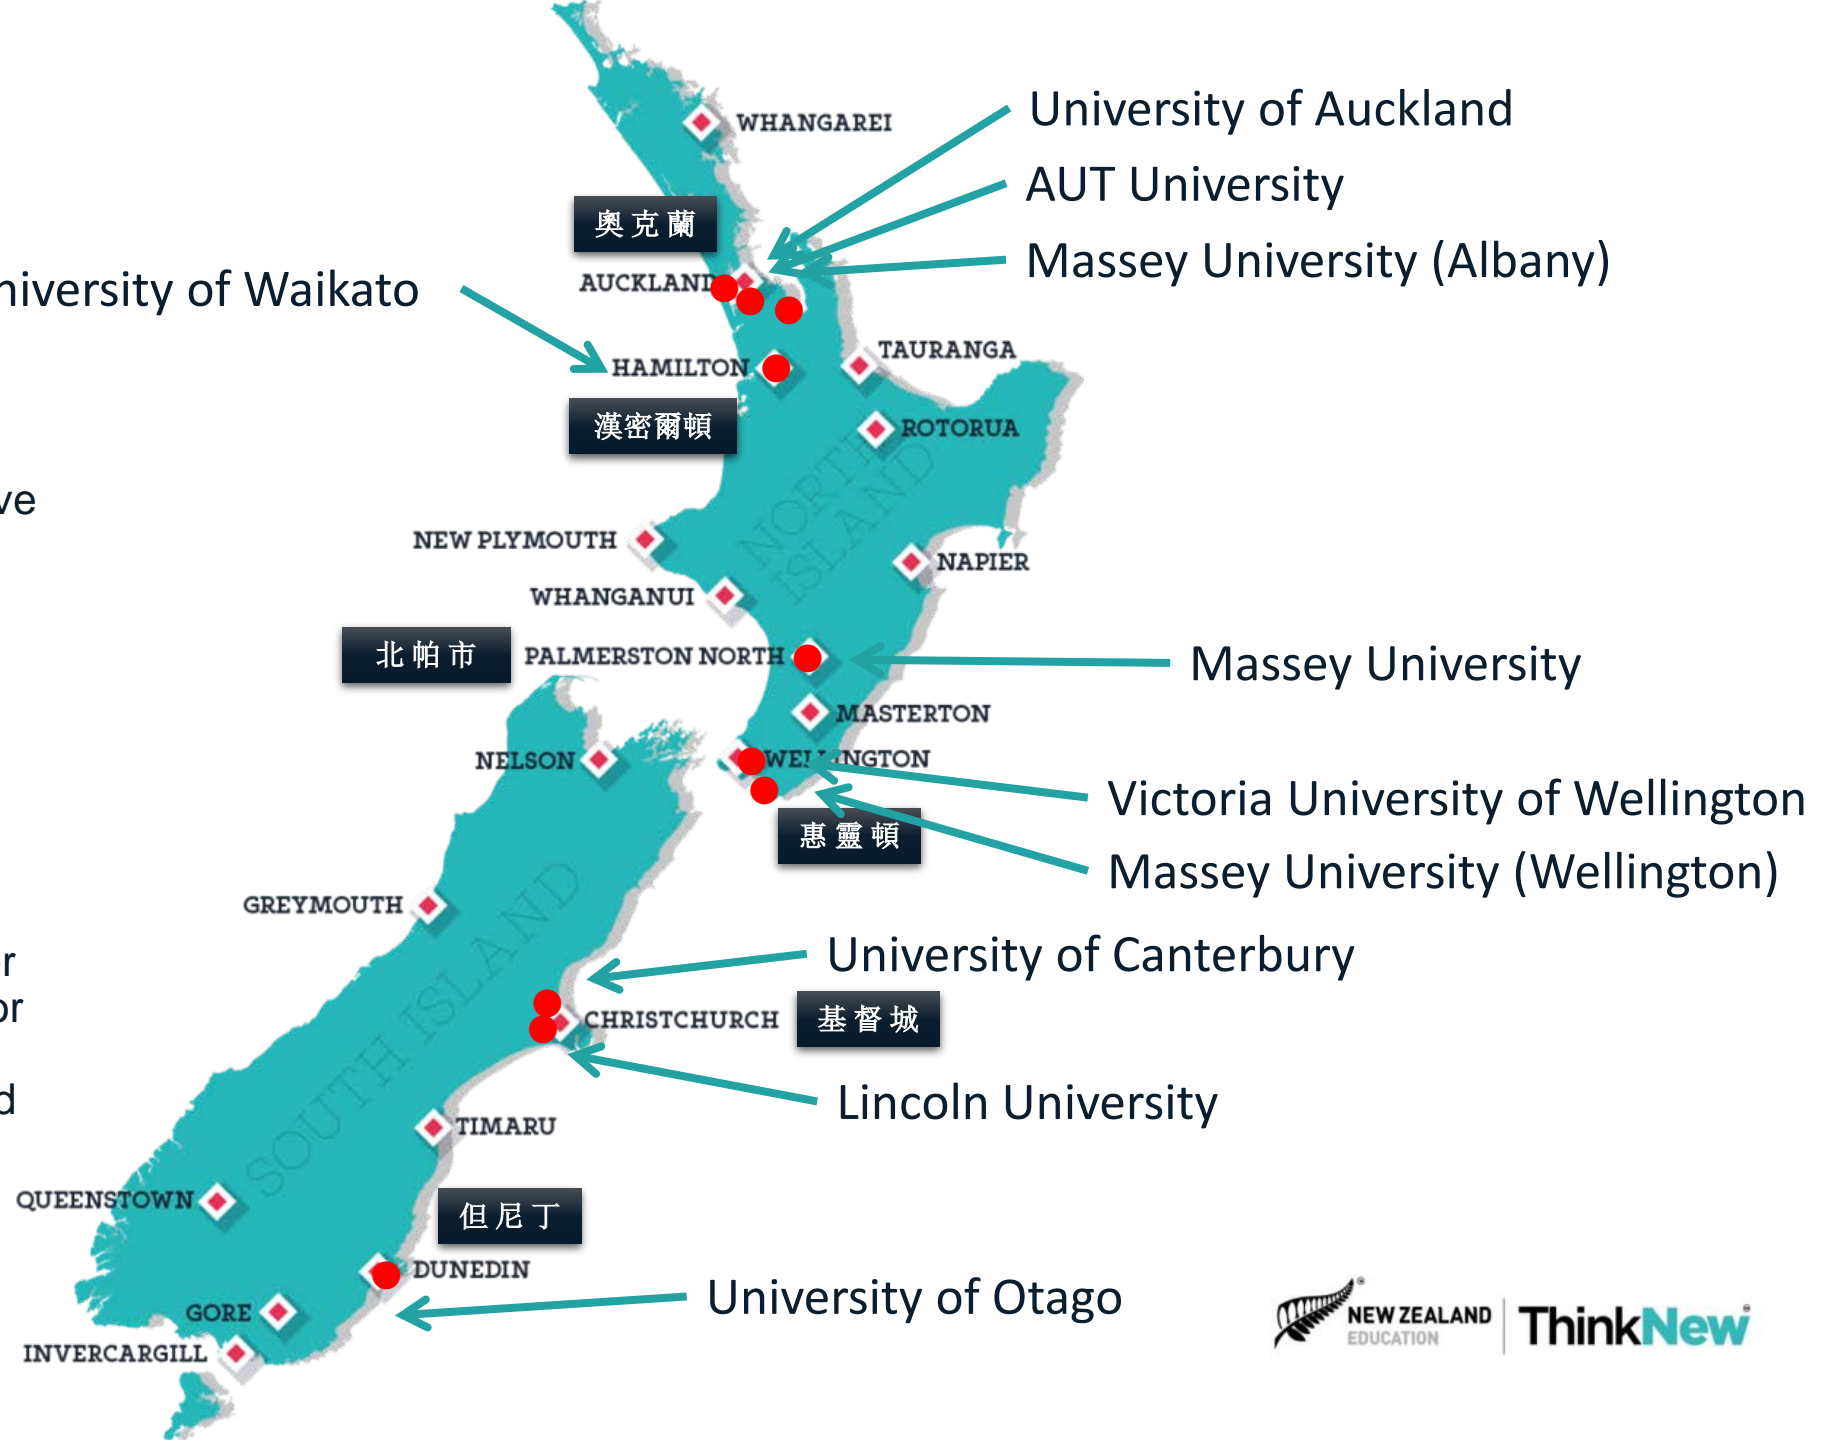 WHANGAREI
University of Auckland
AUT University
奧克蘭
Massey University (Albany)
AUCKLAND
niversity of Waikato
HAMILTON
TAURANGA
漢密爾頓
ROTORUA
NORTH
ISLAND
ve
NEW PLYMOUTH
NAPIER
WHANGANUI
北帕市
PALMERSTON NORTH
Massey University
MASTERTON
NELSON
WELLINGTON
Victoria University of Wellington
惠靈頓
Massey University (Wellington)
GREYMOUTH
SOUTH ISLAND
University of Canterbury
r
or
CHRISTCHURCH
基督城
d
Lincoln University
TIMARU
QUEENSTOWN
但尼丁
DUNEDIN
University of Otago
GORE
INVERCARGILL
NEW ZEALAND
EDUCATION
ThinkNew